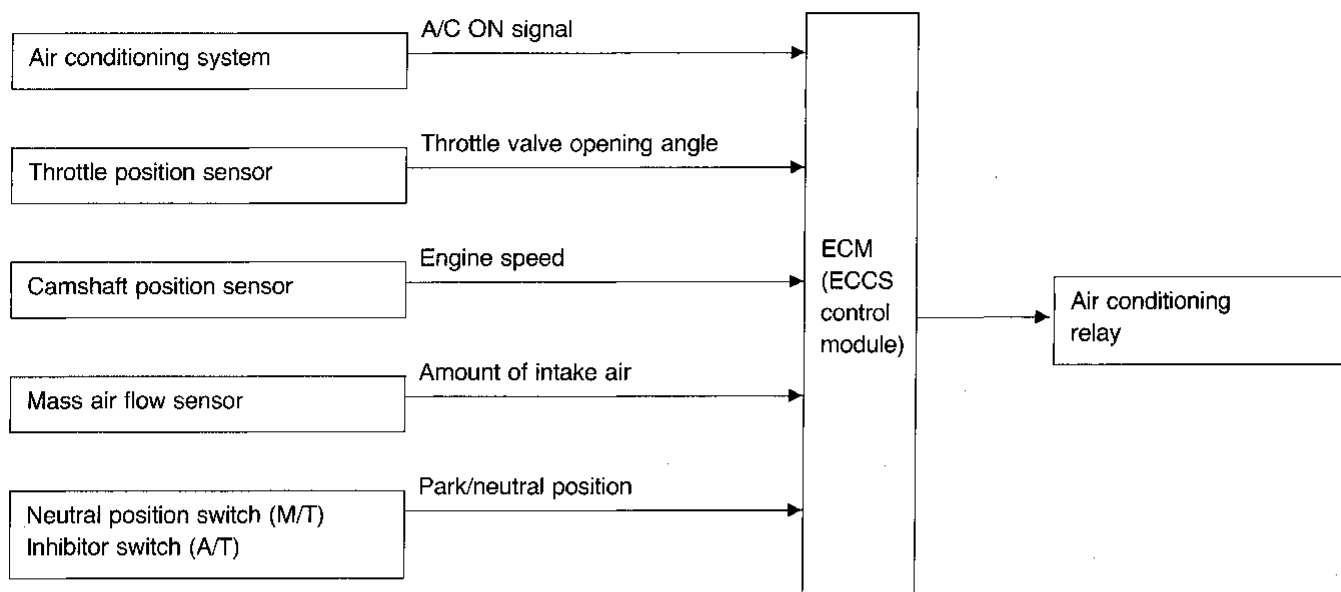 A/C ON signal
Air conditioning system
Throttle valve opening angle
Throttle position sensor
Engine speed
Camshaft position sensor
Amount of intake air
Mass air flow sensor
Park/neutral position
Neutral position switch (M/T)
Inhibitor switch (A/T)
ECM
(ECCS
control
module)
Air conditioning
relay